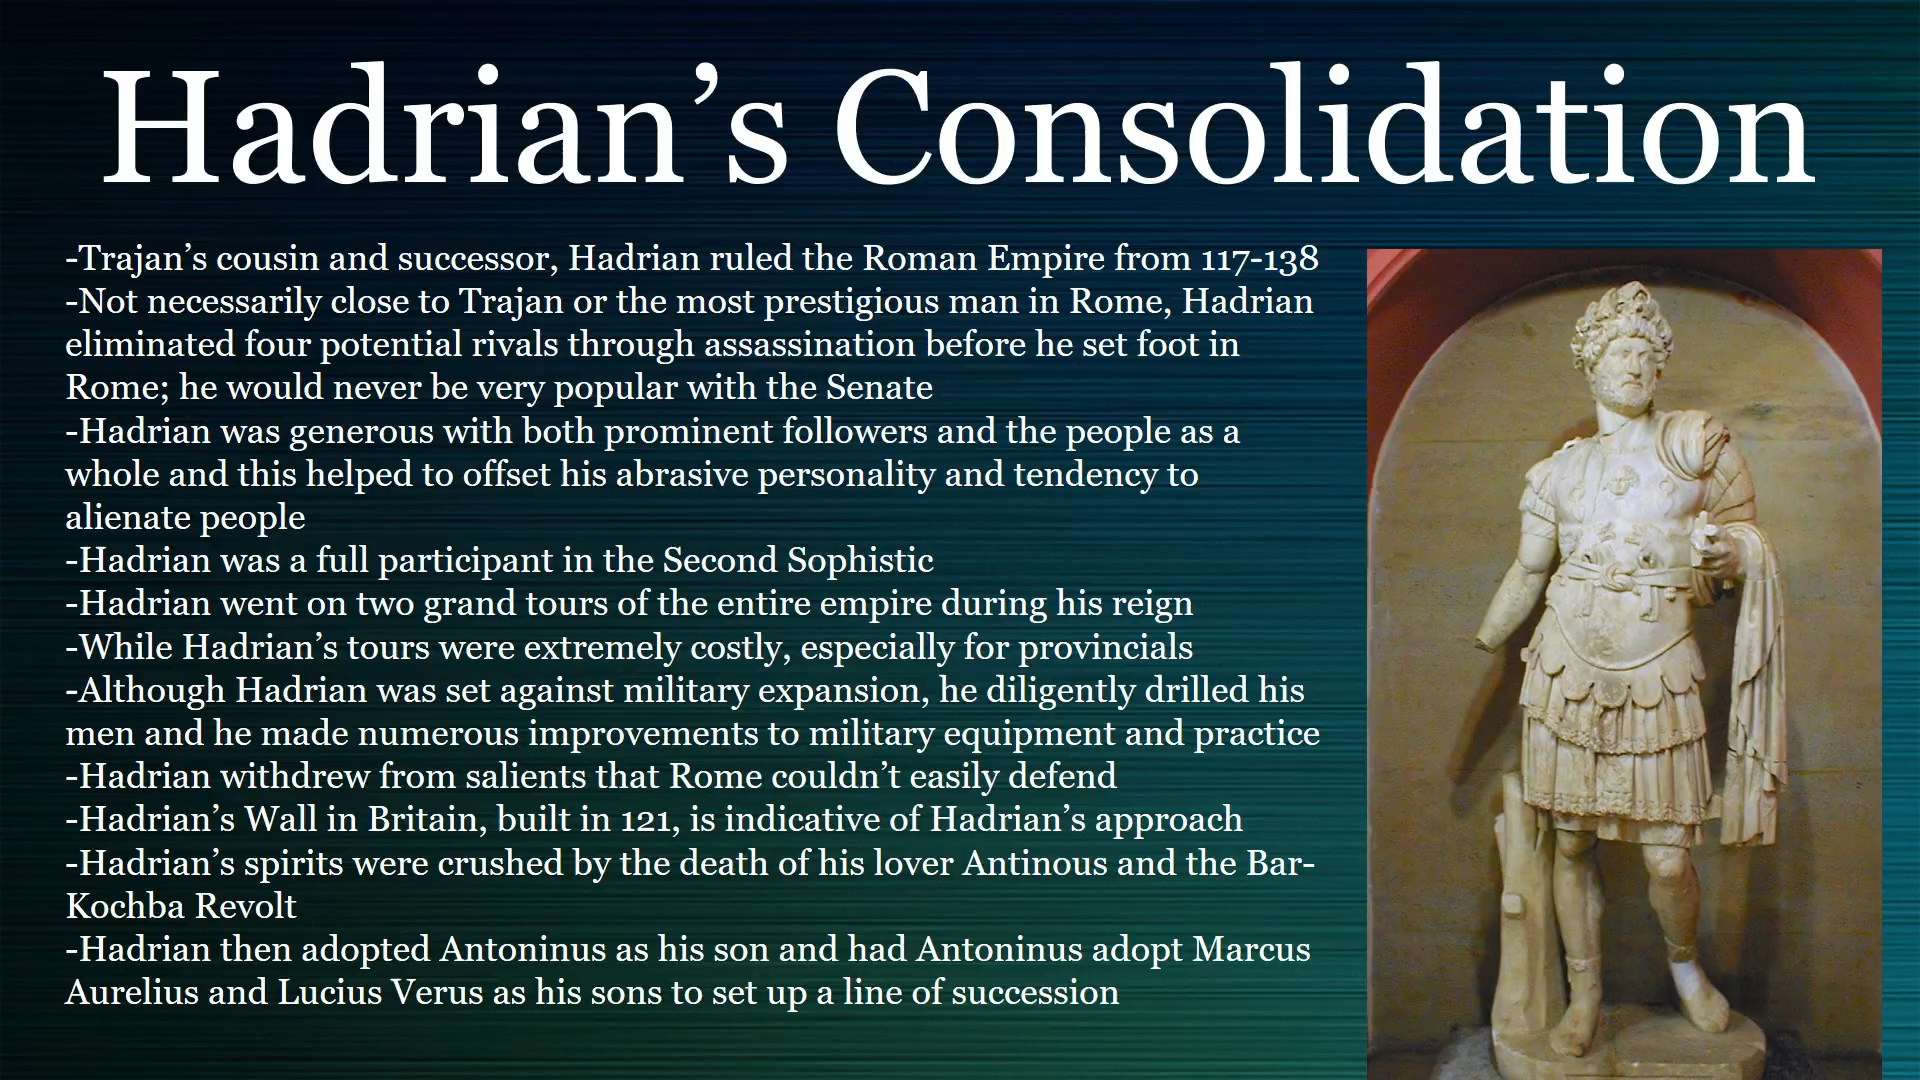 Hadrian’s Consolidation
-Trajan’s cousin and successor, Hadrian ruled the Roman Empire from 117-138
-Not necessarily close to Trajan or the most prestigious man in Rome, Hadrian
eliminated four potential rivals through assassination before he set foot in
Rome; he would never be very popular with the Senate
-Hadrian was generous with both prominent followers and the people as a
whole and this helped to offset his abrasive personality and tendency to
alienate people
-Hadrian was a full participant in the Second Sophistic
-Hadrian went on two grand tours of the entire empire during his reign
-While Hadrian’s tours were extremely costly, especially for provincials
-Although Hadrian was set against military expansion, he diligently drilled his
men and he made numerous improvements to military equipment and practice
-Hadrian withdrew from salients that Rome couldn’t easily defend
-Hadrian’s Wall in Britain, built in 121, is indicative of Hadrian’s approach
-Hadrian’s spirits were crushed by the death of his lover Antinous and the Bar-
Kochba Revolt
-Hadrian then adopted Antoninus as his son and had Antoninus adopt Marcus
Aurelius and Lucius Verus as his sons to set up a line of succession